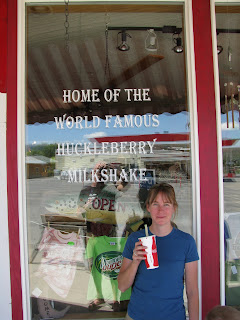 HOME OF THE
WORLD FAMOUS
HUCKLEBERRY
MILKSHAKE
OPEN